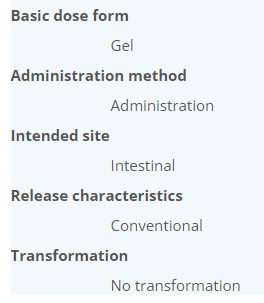 Basic dose form
Gel
Administration method
Administration
Intended site
Intestinal
Release characteristics
Conventional
Transformation
No transformation